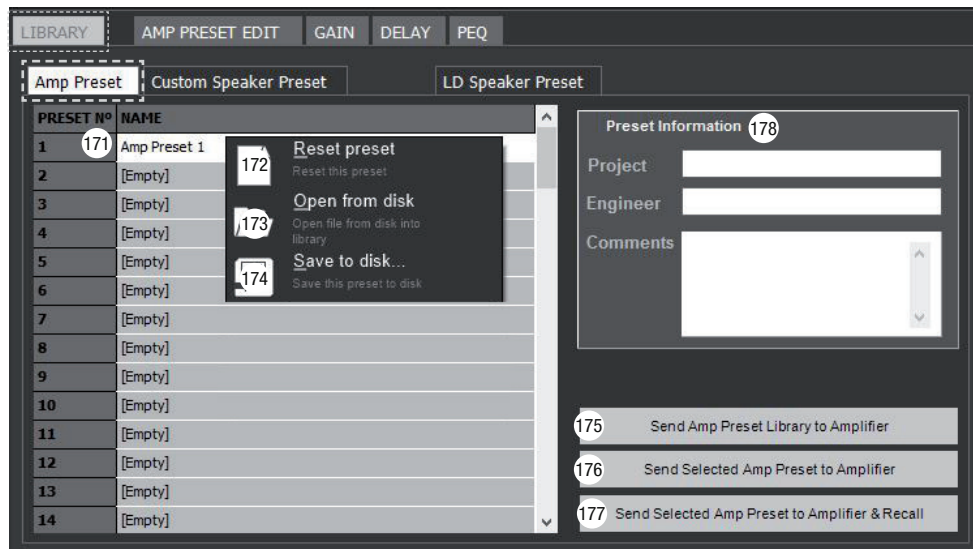 LIBRARY AMP PRESET EDIT GAIN DELAY PEQ
Amp Preset Custom Speaker Preset LD Speaker Preset
PRESET Nº NAME
1 171 Amp Preset 1
2 [Empty]
3 [Empty]
4 [Empty]
5 [Empty]
6 [Empty]
7 [Empty]
8 [Empty]
9 [Empty]
10 [Empty]
11 [Empty]
12 [Empty]
13 [Empty]
14 [Empty]
172 Reset preset
Reset this preset
173 Open from disk
Open file from disk into
library
174 Save to disk...
Save this preset to disk
Preset Information 178
Project
Engineer
Comments
175 Send Amp Preset Library to Amplifier
176 Send Selected Amp Preset to Amplifier
177 Send Selected Amp Preset to Amplifier & Recall